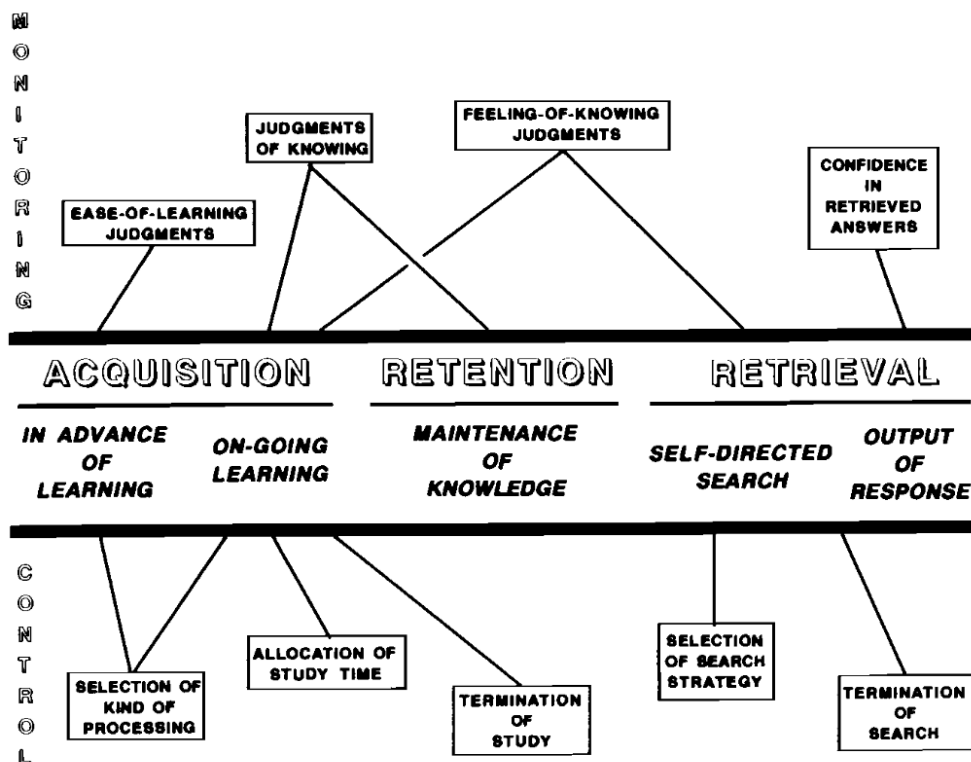 MONITORING
JUDGMENTS
OF KNOWING
FEELING-OF-KNOWING
JUDGMENTS
CONFIDENCE
IN
RETRIEVED
ANSWERS
EASE-OF-LEARNING
JUDGMENTS
ACQUISITION
RETENTION
RETRIEVAL
IN ADVANCE
OF
LEARNING
ON-GOING
LEARNING
MAINTENANCE
OF
KNOWLEDGE
SELF-DIRECTED
SEARCH
OUTPUT
OF
RESPONSE
CONTROL
SELECTION OF
KIND OF
PROCESSING
ALLOCATION OF
STUDY TIME
TERMINATION
OF
STUDY
SELECTION
OF SEARCH
STRATEGY
TERMINATION
OF
SEARCH